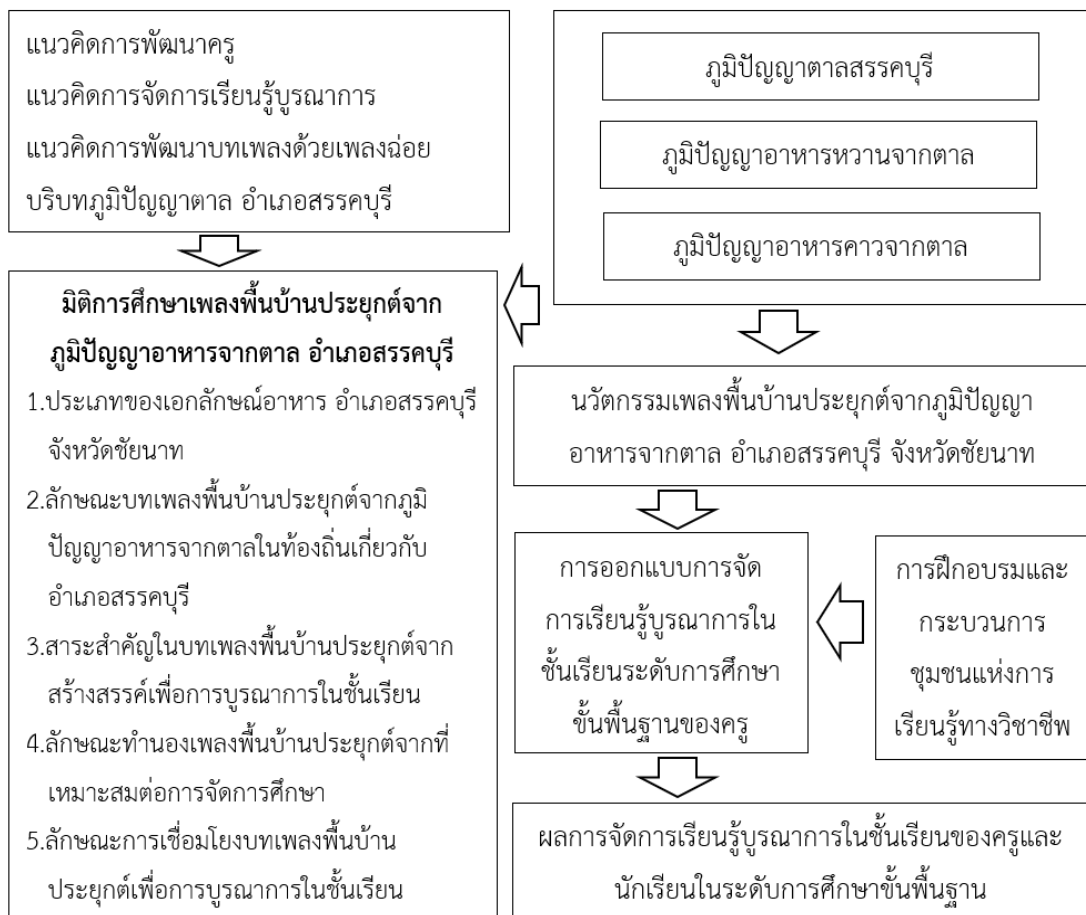 แนวคิดการพัฒนาครู
แนวคิดการจัดการเรียนรู้บูรณาการ
แนวคิดการพัฒนาบทเพลงด้วยเพลงฉ่อย
บริบทภูมิปัญญาตาล อำเภอสรรคบุรี
ภูมิปัญญาตาลสรรคบุรี
ภูมิปัญญาอาหารหวานจากตาล
ภูมิปัญญาอาหารคาวจากตาล
มิติการศึกษาเพลงพื้นบ้านประยุกต์จาก
ภูมิปัญญาอาหารจากตาล อำเภอสรรคบุรี
1.ประเภทของเอกลักษณ์อาหาร อำเภอสรรคบุรี
จังหวัดชัยนาท
2.ลักษณะบทเพลงพื้นบ้านประยุกต์จากภูมิ
ปัญญาอาหารจากตาลในท้องถิ่นเกี่ยวกับ
อำเภอสรรคบุรี
3.สาระสำคัญในบทเพลงพื้นบ้านประยุกต์จาก
สร้างสรรค์เพื่อการบูรณาการในชั้นเรียน
4.ลักษณะทำนองเพลงพื้นบ้านประยุกต์จากที่
เหมาะสมต่อการจัดการศึกษา
5.ลักษณะการเชื่อมโยงบทเพลงพื้นบ้าน
ประยุกต์เพื่อการบูรณาการในชั้นเรียน
นวัตกรรมเพลงพื้นบ้านประยุกต์จากภูมิปัญญา
อาหารจากตาล อำเภอสรรคบุรี จังหวัดชัยนาท
การออกแบบการจัด
การเรียนรู้บูรณาการใน
ชั้นเรียนระดับการศึกษา
ขั้นพื้นฐานของครู
การฝึกอบรมและ
กระบวนการ
ชุมชนแห่งการ
เรียนรู้ทางวิชาชีพ
ผลการจัดการเรียนรู้บูรณาการในชั้นเรียนของครูและ
นักเรียนในระดับการศึกษาขั้นพื้นฐาน